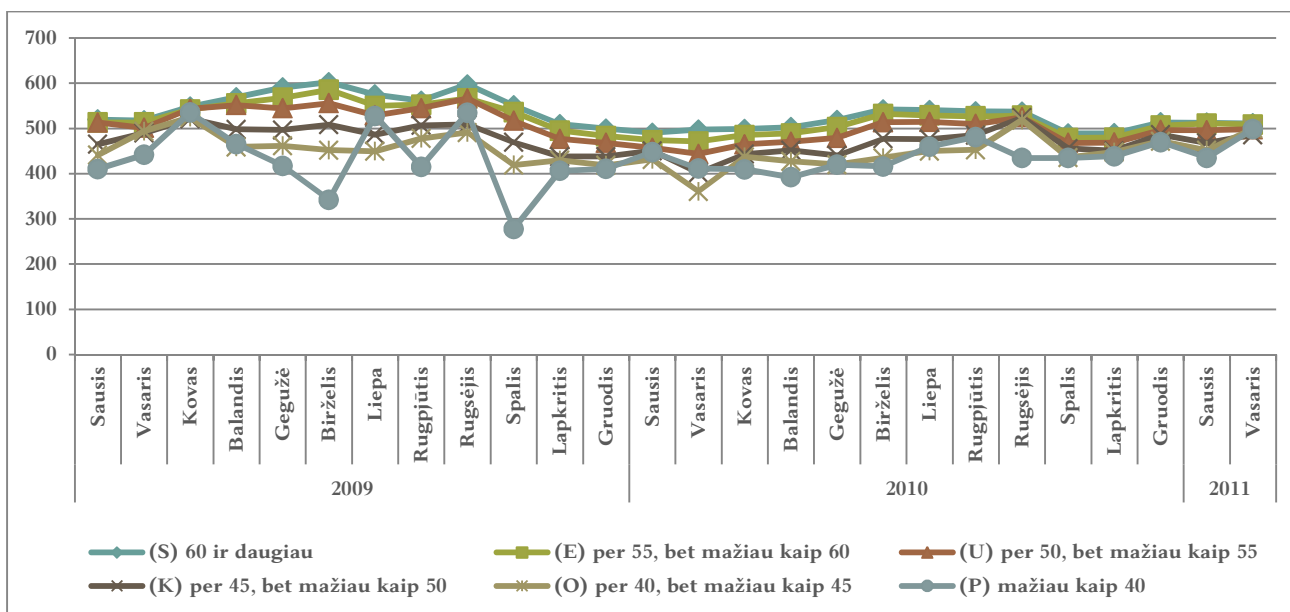 700
600
500
400
300
200
100
0
Sausis
Vasaris
Kovas
Balandis
Gegužė
Birželis
Liepa
Rugpjūtis
Rugsėjis
Spalis
Lapkritis
Gruodis
Sausis
Vasaris
Kovas
Balandis
Gegužė
Birželis
Liepa
Rugpjūtis
Rugsėjis
Spalis
Lapkritis
Gruodis
Sausis
Vasaris
2009 2010 2011
(S) 60 ir daugiau (E) per 55, bet mažiau kaip 60 (U) per 50, bet mažiau kaip 55
(K) per 45, bet mažiau kaip 50 (O) per 40, bet mažiau kaip 45 (P) mažiau kaip 40